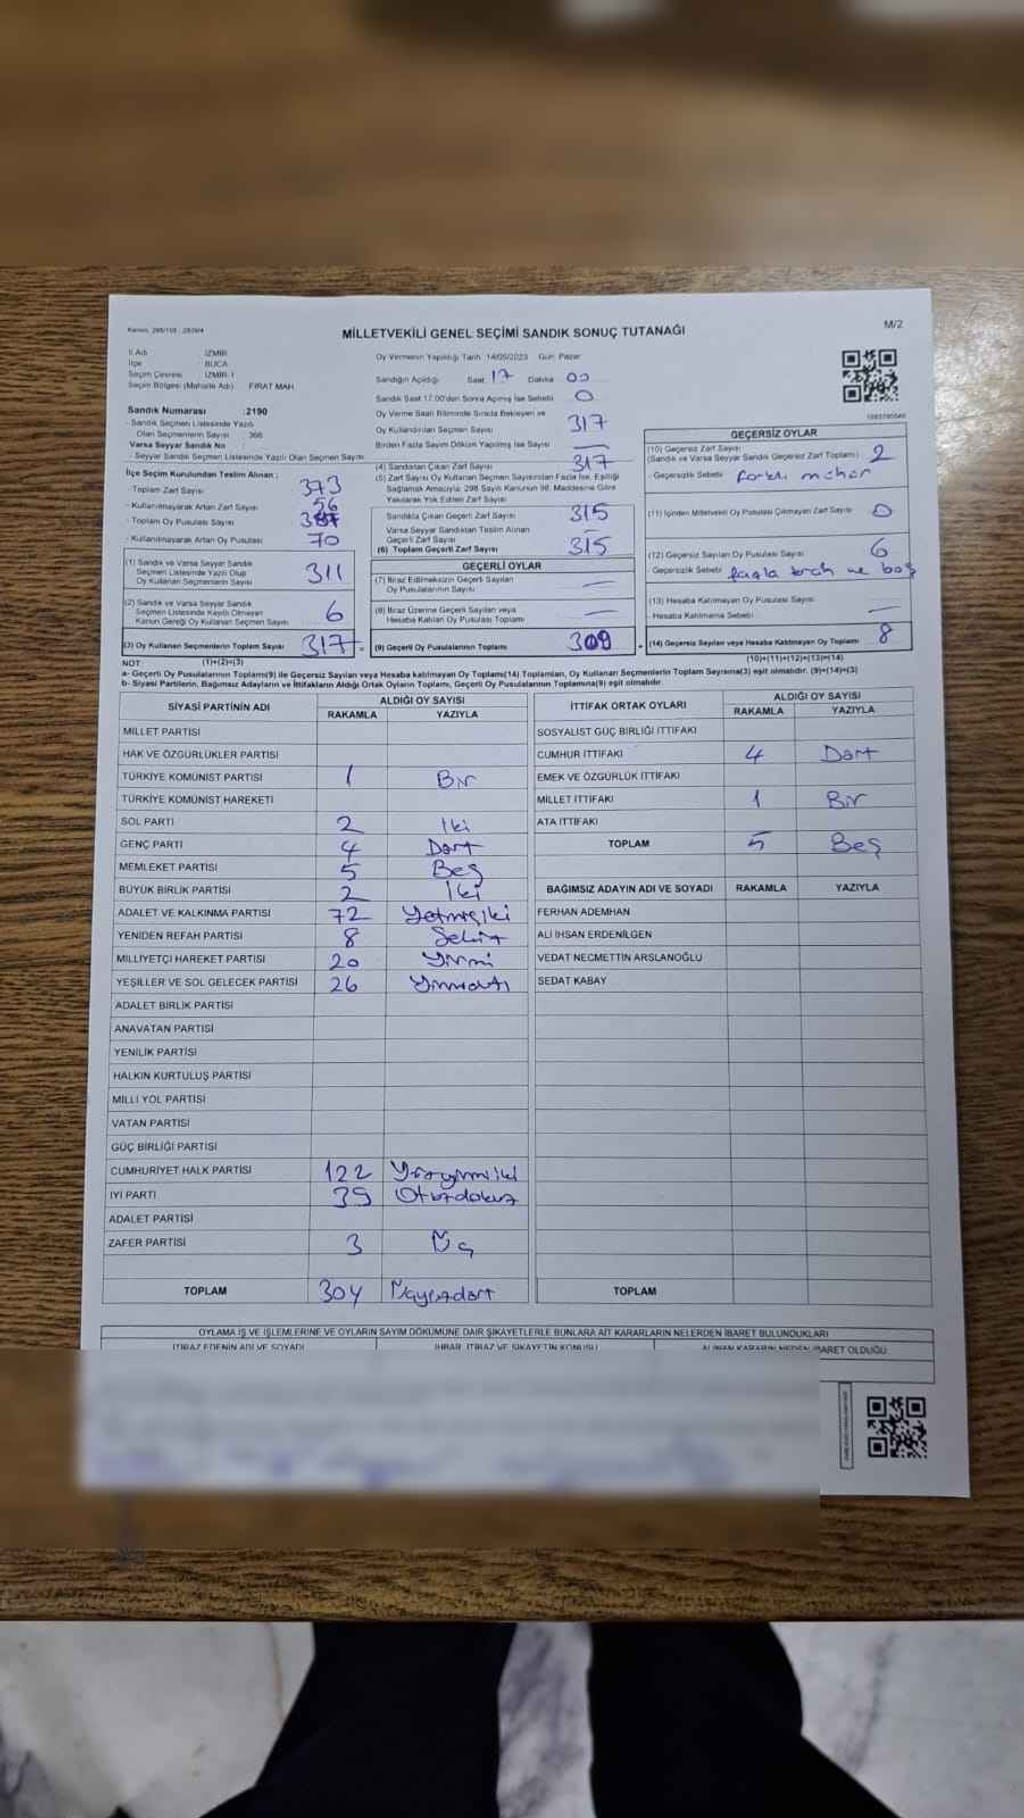 Kanun, 298/105 : 2839/4
MİLLETVEKİLİ GENEL SEÇİMİ SANDIK SONUÇ TUTANAĞI
M/2
İl Adı İZMİR
İlçe BUCA
Seçim Çevresi İZMİR-1
Seçim Bölgesi (Mahalle Adı) FIRAT MAH
Sandık Numarası :2190
- Sandık Seçmen Listesinde Yazılı
Olan Seçmenlerin Sayısı : 366
Varsa Seyyar Sandık No :
- Seyyar Sandık Seçmen Listesinde Yazılı Olan Seçmen Sayısı
İlçe Seçim Kurulundan Teslim Alınan :
- Toplam Zarf Sayısı 373
- Kullanılmayarak Artan Zarf Sayısı 56
- Toplam Oy Pusulası Sayısı
- Kullanılmayarak Artan Oy Pusulası 70
(1) Sandık ve Varsa Seyyar Sandık
Seçmen Listesinde Yazılı Olup
Oy Kullanan Seçmenlerin Sayısı 311
(2) Sandık ve Varsa Seyyar Sandık
Seçmen Listesinde Kayıtlı Olmayan
Kanun Gereği Oy Kullanan Seçmen Sayısı 6
(3) Oy Kullanan Seçmenlerin Toplam Sayısı 317
Oy Vermenin Yapıldığı Tarih :14/05/2023 Gün: Pazar
Sandığın Açıldığı Saat 17 Dakika 00
Sandık Saat 17:00'den Sonra Açılmış İse Sebebi 0
Oy Verme Saati Bitiminde Sırada Bekleyen ve
Oy Kullandırılan Seçmen Sayısı 317
Birden Fazla Sayım Döküm Yapılmış İse Sayısı —
(4) Sandıktan Çıkan Zarf Sayısı 317
(5) Zarf Sayısı Oy Kullanan Seçmen Sayısından Fazla İse, Eşitliği
Sağlamak Amacıyla; 298 Sayılı Kanunun 98. Maddesine Göre
Yakılarak Yok Edilen Zarf Sayısı
Sandıkta Çıkan Geçerli Zarf Sayısı 315
Varsa Seyyar Sandıktan Teslim Alınan
Geçerli Zarf Sayısı —
(6) Toplam Geçerli Zarf Sayısı 315
GEÇERLİ OYLAR
(7) İtiraz Edilmeksizin Geçerli Sayılan
Oy Pusulalarının Sayısı —
(8) İtiraz Üzerine Geçerli Sayılan veya
Hesaba Katılan Oy Pusulası Toplamı —
(9) Geçerli Oy Pusulalarının Toplamı 309
GEÇERSİZ OYLAR
(10) Geçersiz Zarf Sayısı
(Sandık ve Varsa Seyyar Sandık Geçersiz Zarf Toplamı) 2
- Geçersizlik Sebebi
(11) İçinden Milletvekili Oy Pusulası Çıkmayan Zarf Sayısı 0
(12) Geçersiz Sayılan Oy Pusulası Sayısı 6
- Geçersizlik Sebebi fazla ve boş
(13) Hesaba Katılmayan Oy Pusulası Sayısı
- Hesaba Katılmama Sebebi —
(14) Geçersiz Sayılan veya Hesaba Katılmayan Oy Toplamı 8
NOT (1)+(2)=(3) (10)+(11)+(12)+(13)=(14)
a- Geçerli Oy Pusulalarının Toplamı(9) ile Geçersiz Sayılan veya Hesaba katılmayan Oy Toplamı(14) Toplamları, Oy Kullanan Seçmenlerin Toplam Sayısına(3) eşit olmalıdır. (9)+(14)=(3)
b- Siyasi Partilerin, Bağımsız Adayların ve İttifakların Aldığı Ortak Oyların Toplamı, Geçerli Oy Pusulalarının Toplamına(9) eşit olmalıdır
SİYASİ PARTİNİN ADI ALDIĞI OY SAYISI
RAKAMLA YAZIYLA
MİLLET PARTİSİ
HAK VE ÖZGÜRLÜKLER PARTİSİ
TÜRKİYE KOMÜNİST PARTİSİ 1 Bir
TÜRKİYE KOMÜNİST HAREKETİ
SOL PARTİ 2 İki
GENÇ PARTİ 4 Dört
MEMLEKET PARTİSİ 5 Beş
BÜYÜK BİRLİK PARTİSİ 2 İki
ADALET VE KALKINMA PARTİSİ 72 Yetmişiki
YENİDEN REFAH PARTİSİ 8 Sekiz
MİLLİYETÇİ HAREKET PARTİSİ 20 Yirmi
YEŞİLLER VE SOL GELECEK PARTİSİ 26 Yirmialtı
ADALET BİRLİK PARTİSİ
ANAVATAN PARTİSİ
YENİLİK PARTİSİ
HALKIN KURTULUŞ PARTİSİ
MİLLİ YOL PARTİSİ
VATAN PARTİSİ
GÜÇ BİRLİĞİ PARTİSİ
CUMHURİYET HALK PARTİSİ 122 Yüzyirmiiki
İYİ PARTİ 39 Otuzdokuz
ADALET PARTİSİ
ZAFER PARTİSİ 3 Üç
TOPLAM 304 Üçyüzdört
İTTİFAK ORTAK OYLARI ALDIĞI OY SAYISI
RAKAMLA YAZIYLA
SOSYALİST GÜÇ BİRLİĞİ İTTİFAKI
CUMHUR İTTİFAKI 4 Dört
EMEK VE ÖZGÜRLÜK İTTİFAKI
MİLLET İTTİFAKI 1 Bir
ATA İTTİFAKI
TOPLAM 5 Beş
BAĞIMSIZ ADAYIN ADI VE SOYADI RAKAMLA YAZIYLA
FERHAN ADEMHAN
ALİ İHSAN ERDENİLGEN
VEDAT NECMETTİN ARSLANOĞLU
SEDAT KABAY
TOPLAM
OYLAMA İŞ VE İŞLEMLERİNE VE OYLARIN SAYIM DÖKÜMÜNE DAİR ŞİKAYETLERLE BUNLARA AİT KARARLARIN NELERDEN İBARET BULUNDUKLARI
İTİRAZ EDENİN ADI VE SOYADI İHBAR, İTİRAZ VE ŞİKAYETİN KONUSU ALINAN KARARIN NEDEN İBARET OLDUĞU